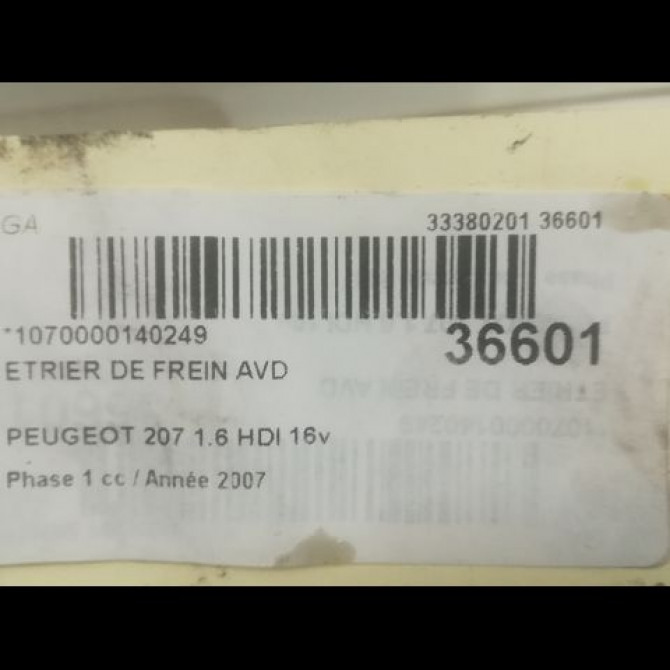 GA 33380201 36601
*1070000140249 36601
ETRIER DE FREIN AVD
PEUGEOT 207 1.6 HDI 16v
Phase 1 cc / Année 2007